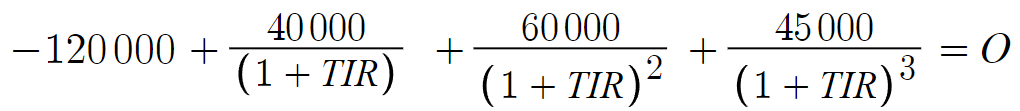 −120 000 + 40 000/(1 + TIR) + 60 000/(1 + TIR)² + 45 000/(1 + TIR)³ = O